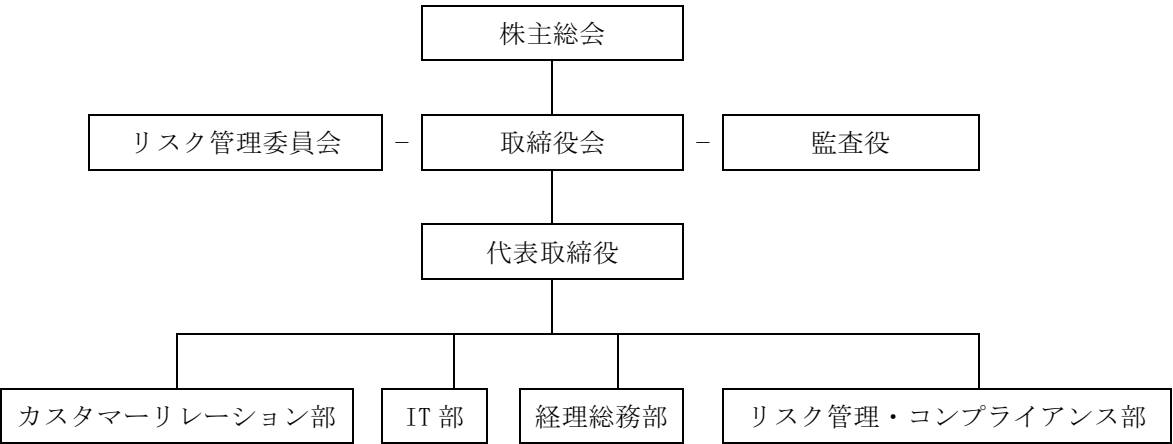 株主総会
リスク管理委員会 － 取締役会 － 監査役
代表取締役
カスタマーリレーション部
IT 部
経理総務部
リスク管理・コンプライアンス部